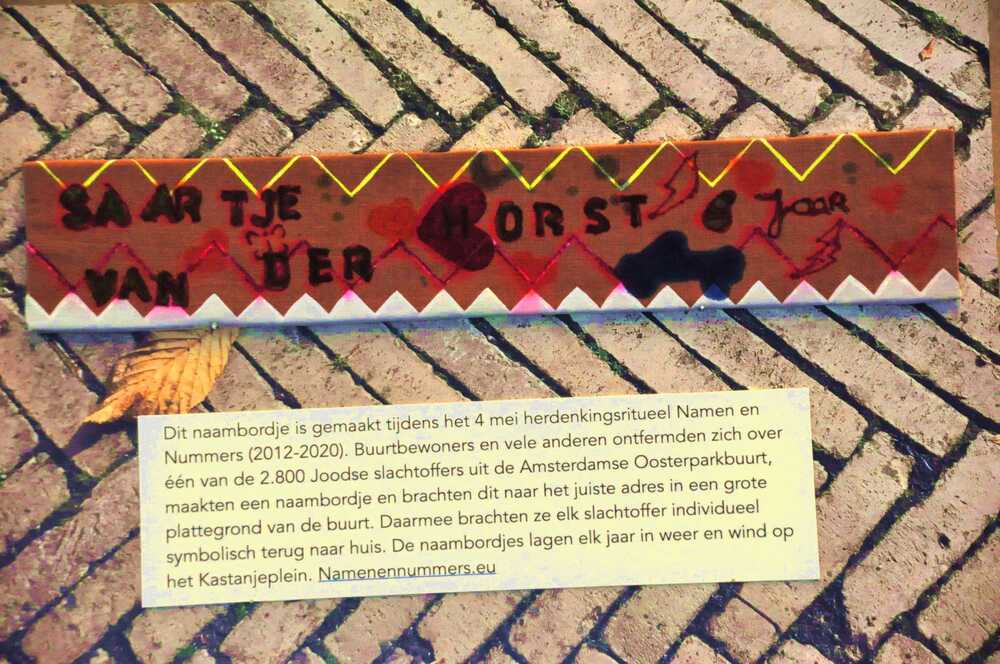 SAARTJE
VAN DER HORST 6 jaar
Dit naambordje is gemaakt tijdens het 4 mei herdenkingsritueel Namen en
Nummers (2012-2020). Buurtbewoners en vele anderen ontfermden zich over
één van de 2.800 Joodse slachtoffers uit de Amsterdamse Oosterparkbuurt,
maakten een naambordje en brachten dit naar het juiste adres in een grote
plattegrond van de buurt. Daarmee brachten ze elk slachtoffer individueel
symbolisch terug naar huis. De naambordjes lagen elk jaar in weer en wind op
het Kastanjeplein. Namenennummers.eu